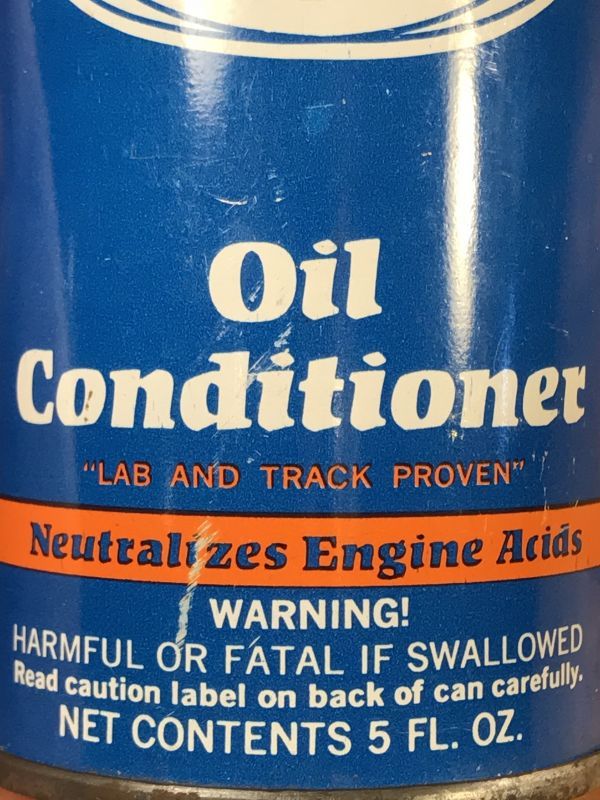 Oil
Conditioner
"LAB AND TRACK PROVEN"
Neutralizes Engine Acids
WARNING!
HARMFUL OR FATAL IF SWALLOWED
Read caution label on back of can carefully.
NET CONTENTS 5 FL. OZ.